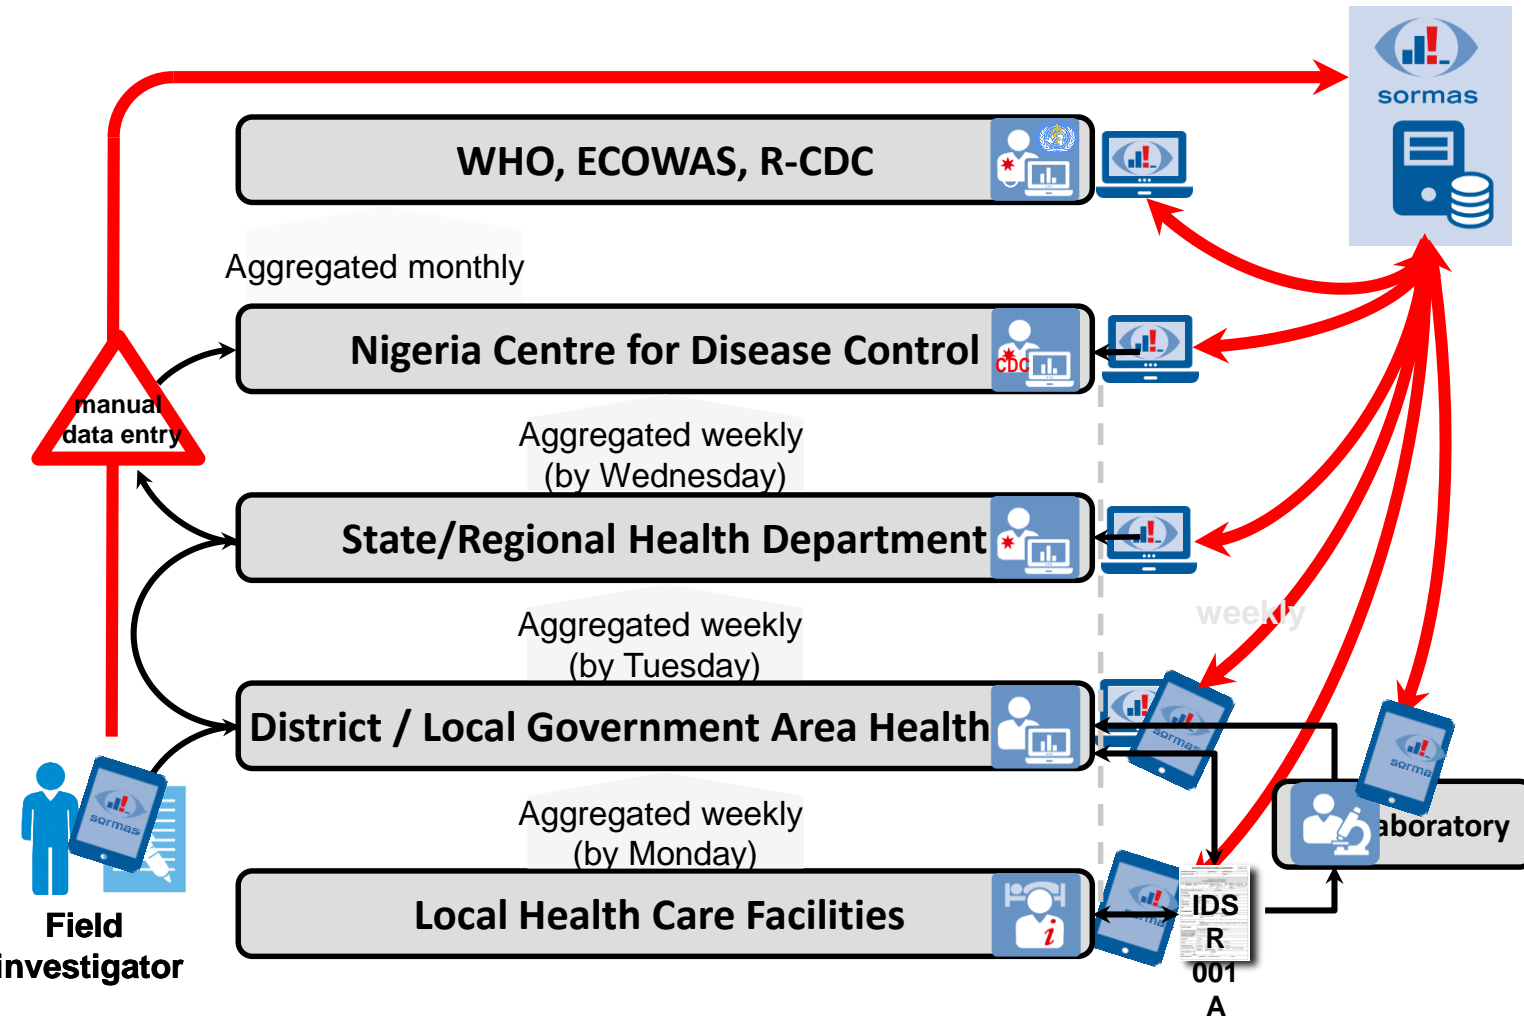 sormas
WHO, ECOWAS, R-CDC
Aggregated monthly
Nigeria Centre for Disease Control
CDC
manual
data entry
Aggregated weekly
(by Wednesday)
State/Regional Health Department
weekly
Aggregated weekly
(by Tuesday)
District / Local Government Area Health
sormas
sorma
sormas
Aggregated weekly
(by Monday)
aboratory
Local Health Care Facilities
i
IDS
R
001
A
Field
investigator